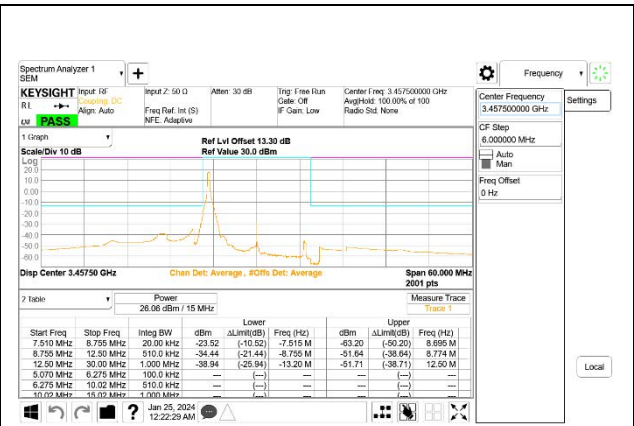 Spectrum Analyzer 1
SEM
Frequency
KEYSIGHT Input: RF Input Z: 50 Ω Atten: 30 dB Trig: Free Run Center Freq: 3.457500000 GHz
Coupling: DC Gate: Off Avg|Hold: 100.00% of 100
R L Align: Auto Freq Ref: Int (S) IF Gain: Low Radio Std: None
NFE: Adaptive
PASS
Center Frequency
3.457500000 GHz
Settings
CF Step
6.000000 MHz
Auto
Man
Freq Offset
0 Hz
Local
1 Graph
Ref Lvl Offset 13.30 dB
Scale/Div 10 dB Ref Value 30.0 dBm
Log
20.0
10.0
0.00
-10.0
-20.0
-30.0
-40.0
-50.0
-60.0
Disp Center 3.45750 GHz Chan Det: Average , #Offs Det: Average Span 60.000 MHz
2001 pts
2 Table Power Measure Trace
26.06 dBm / 15 MHz Trace 1
Lower Upper
Start Freq Stop Freq Integ BW dBm ΔLimit(dB) Freq (Hz) dBm ΔLimit(dB) Freq (Hz)
7.510 MHz 8.755 MHz 20.00 kHz -23.52 (-10.52) -7.515 M -63.20 (-50.20) 8.695 M
8.755 MHz 12.50 MHz 510.0 kHz -34.44 (-21.44) -8.755 M -51.64 (-38.64) 8.774 M
12.50 MHz 30.00 MHz 1.000 MHz -38.94 (-25.94) -13.20 M -51.71 (-38.71) 12.50 M
5.070 MHz 6.275 MHz 100.0 kHz --- (---) --- --- (---) ---
6.275 MHz 10.02 MHz 510.0 kHz --- (---) --- --- (---) ---
10.02 MHz 15.02 MHz 1.000 MHz --- (---) --- --- (---) ---
Jan 25, 2024
12:22:29 AM